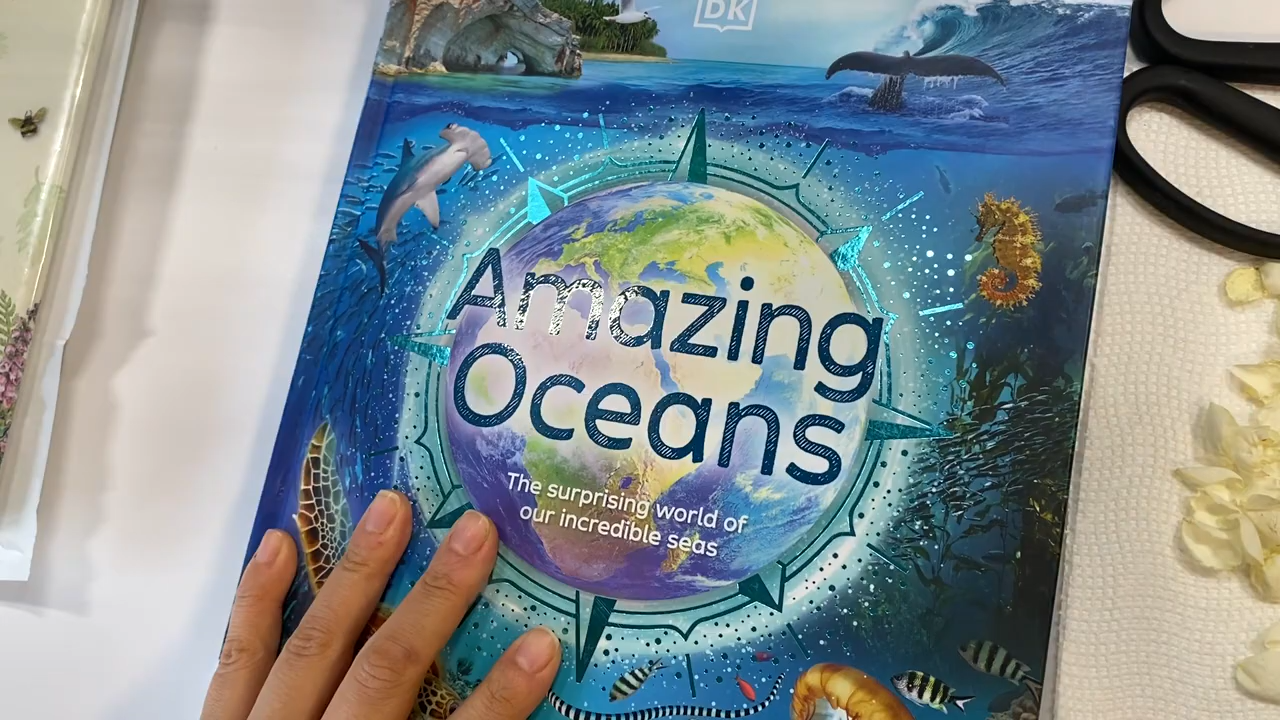 DK
Amazing
Oceans
The surprising world of
our incredible seas